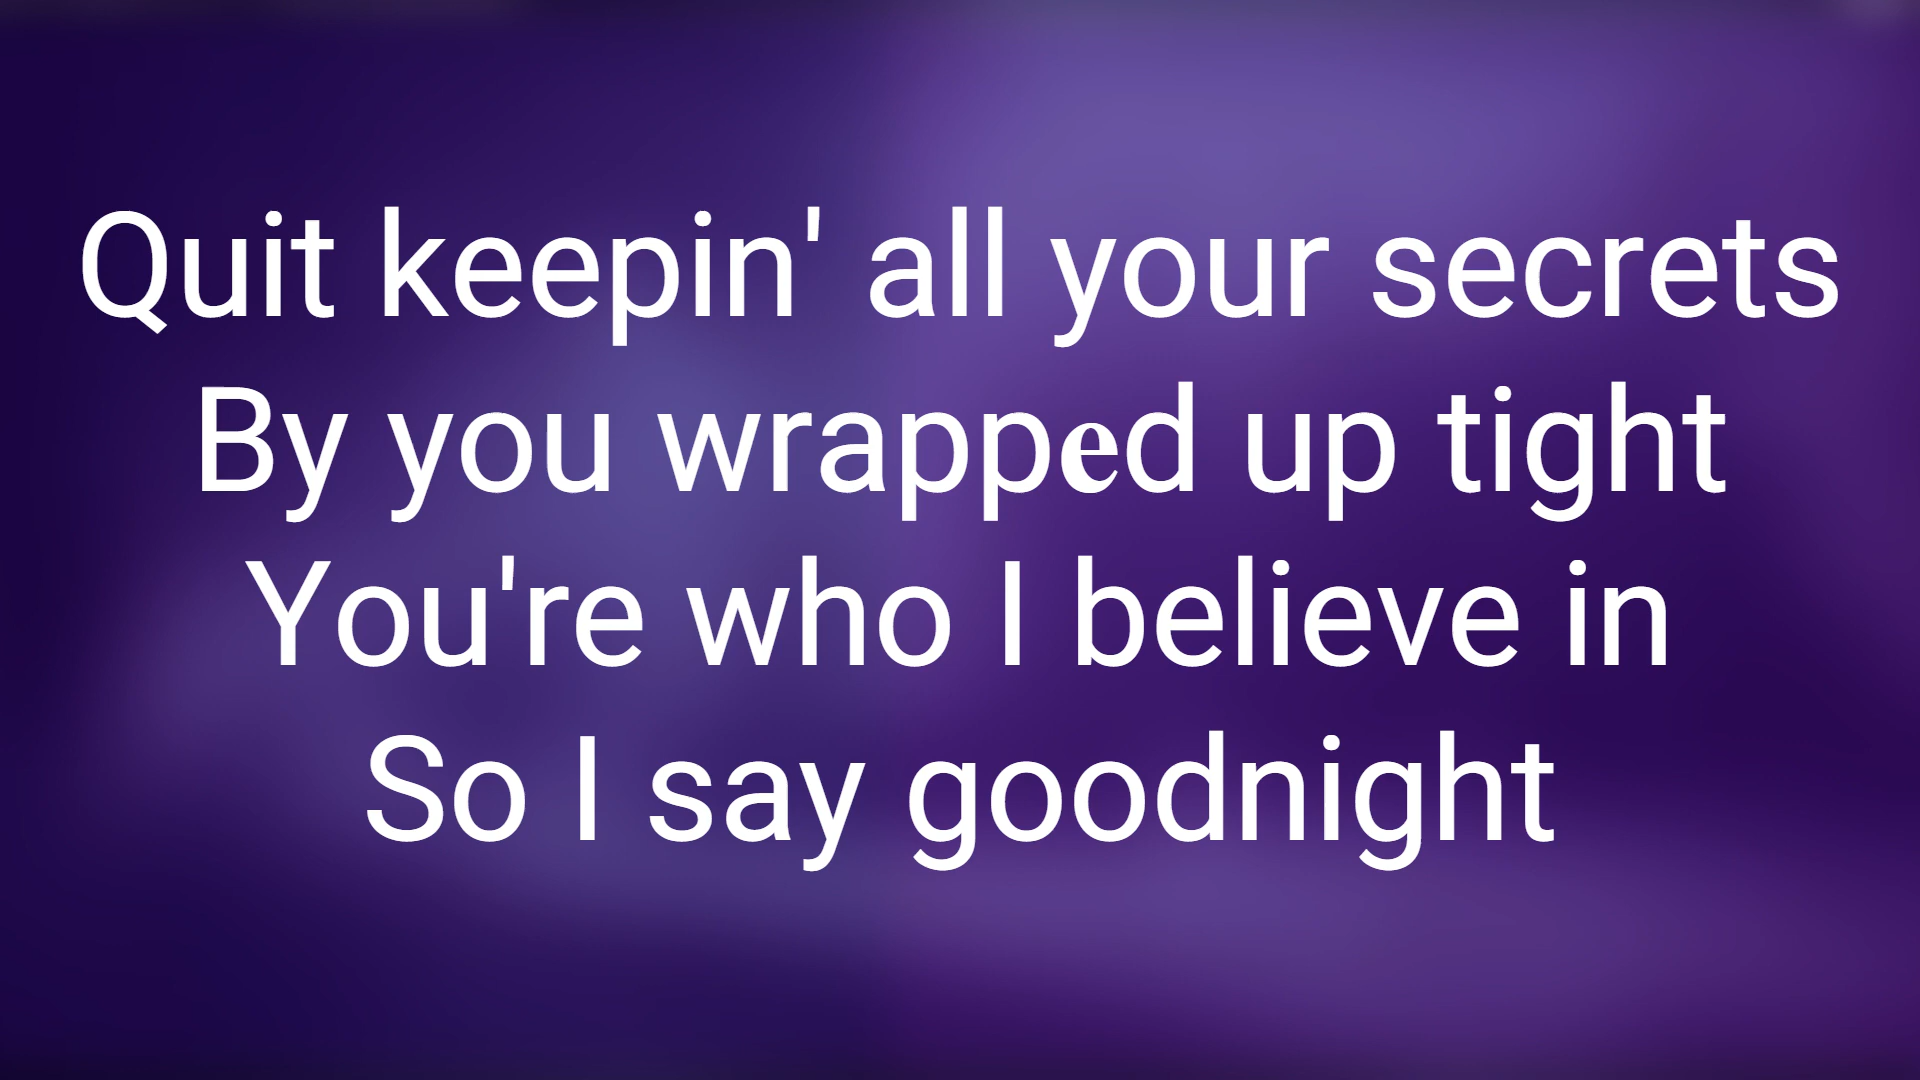 Quit keepin' all your secrets
By you wrapp𝐞d up tight
You're who I believe in
So I say goodnight